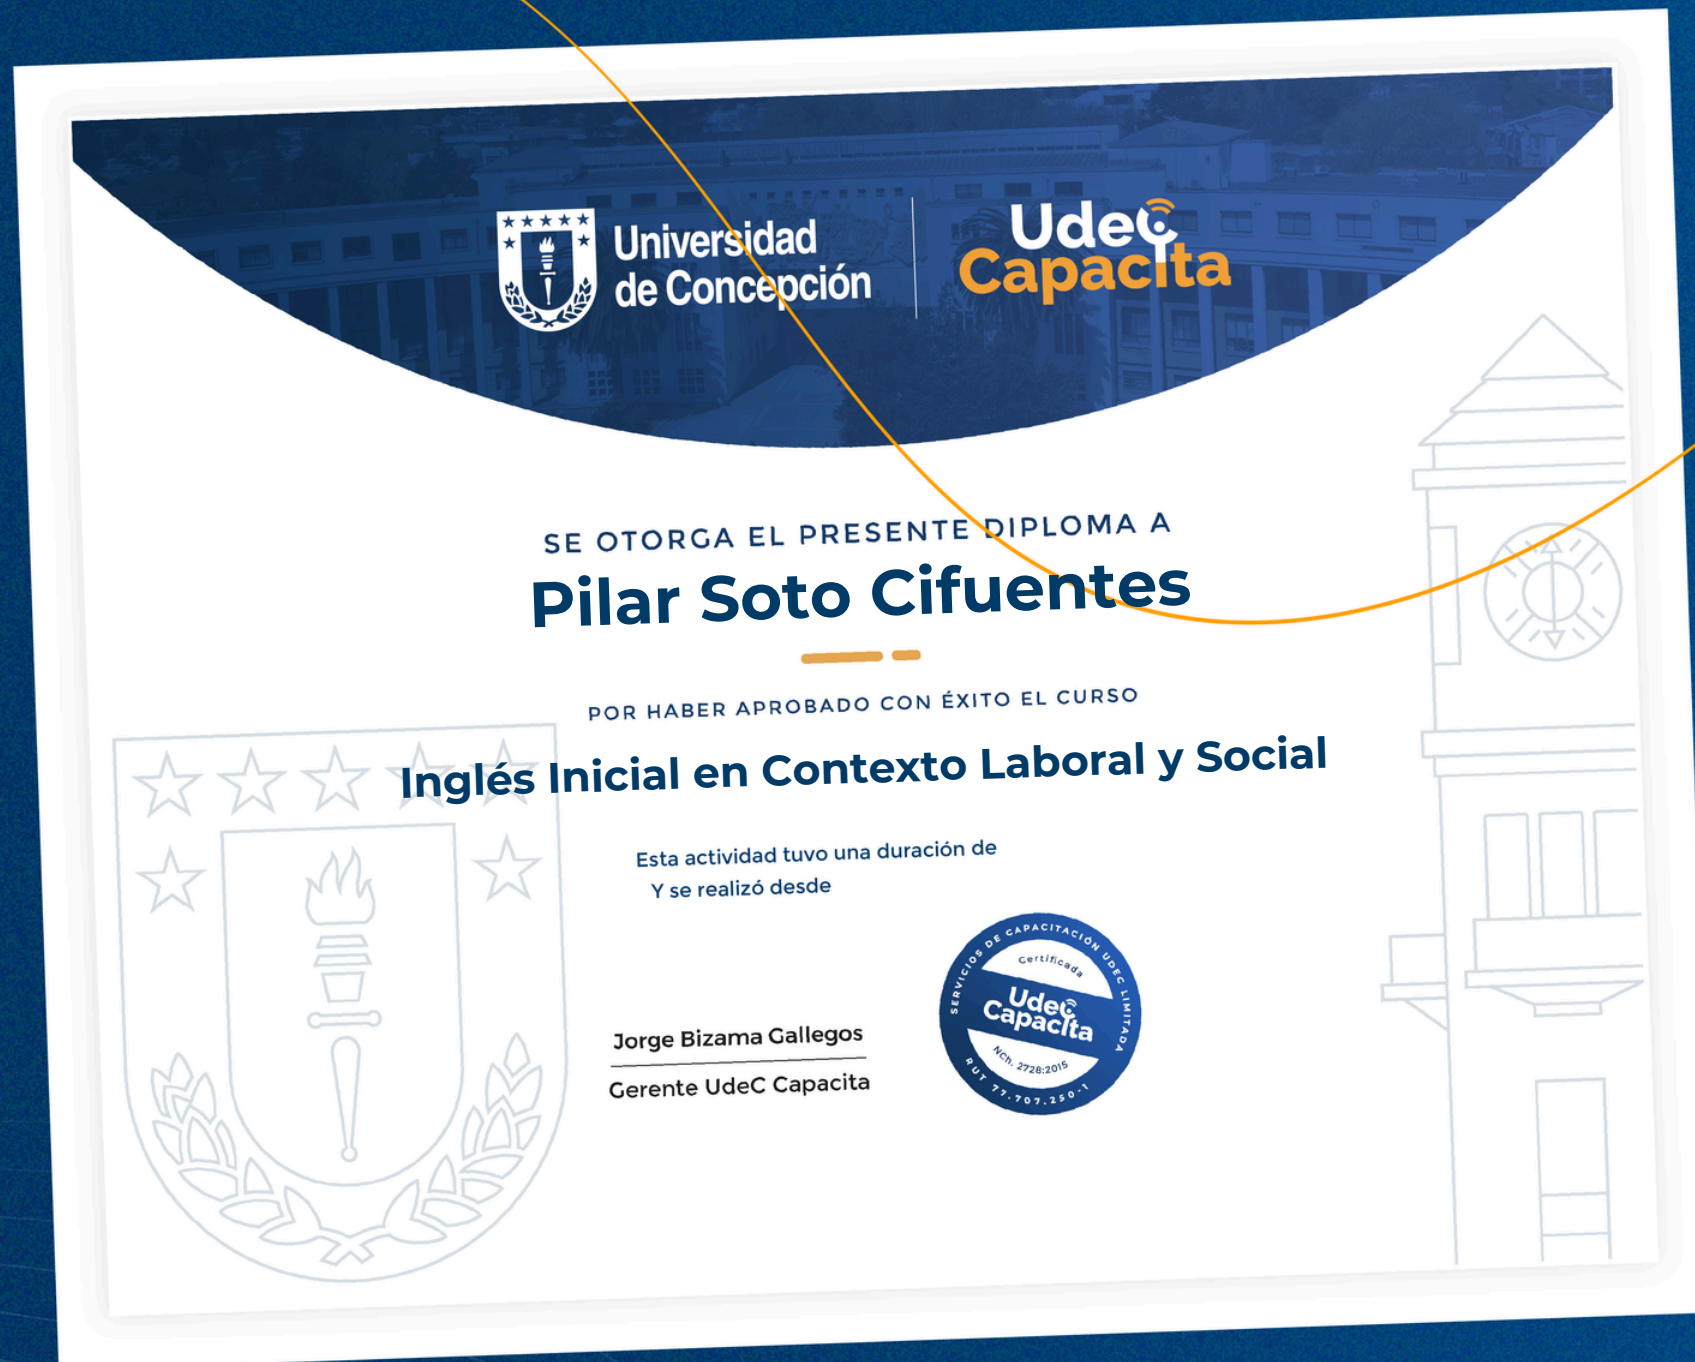 Universidad
de Concepción
UdeC
Capacita
SE OTORGA EL PRESENTE DIPLOMA A
Pilar Soto Cifuentes
POR HABER APROBADO CON ÉXITO EL CURSO
Inglés Inicial en Contexto Laboral y Social
Esta actividad tuvo una duración de
Y se realizó desde
Jorge Bizama Gallegos
Gerente UdeC Capacita
SERVICIOS DE CAPACITACIÓN UDEC LIMITADA
Certificada
UdeC
Capacita
NCh. 2728:2015
RUT 77.707.250-1